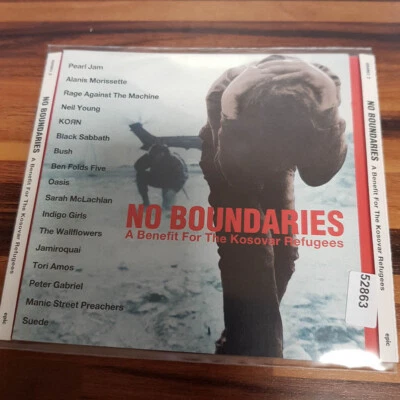 Pearl Jam
Alanis Morissette
Rage Against The Machine
Neil Young
KORN
Black Sabbath
Bush
Ben Folds Five
Oasis
Sarah McLachlan
Indigo Girls
The Wallflowers
Jamiroquai
Tori Amos
Peter Gabriel
Manic Street Preachers
Suede
NO BOUNDARIES
A Benefit For The Kosovar Refugees
NO BOUNDARIES A Benefit For The Kosovar Refugees
epic
NO BOUNDARIES A Benefit For The Kosovar Refugees
epic
52863